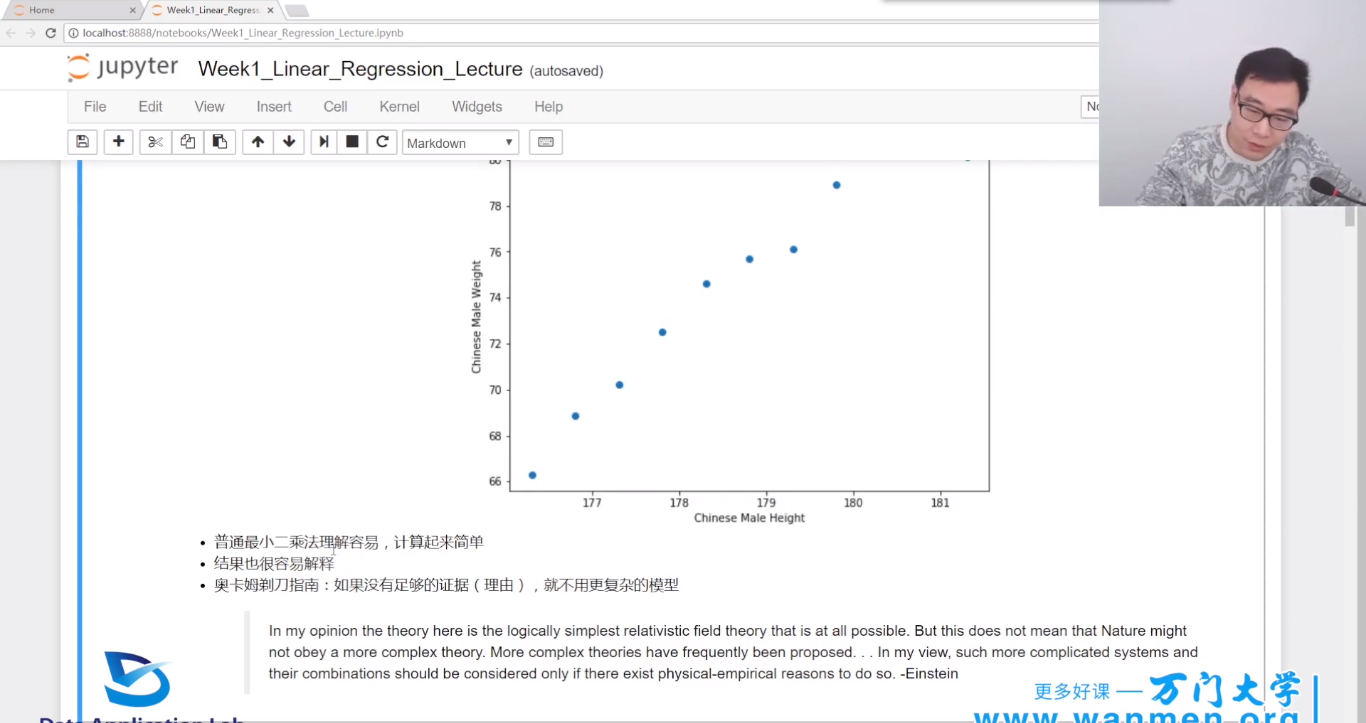 Home
Week1_Linear_Regress
localhost:8888/notebooks/Week1_Linear_Regression_Lecture.ipynb
jupyter Week1_Linear_Regression_Lecture (autosaved)
File Edit View Insert Cell Kernel Widgets Help
No
Markdown
80
78
76
74
72
70
68
66
Chinese Male Weight
177 178 179 180 181
Chinese Male Height
• 普通最小二乘法理解容易，计算起来简单
• 结果也很容易解释
• 奥卡姆剃刀指南：如果没有足够的证据（理由），就不用更复杂的模型
In my opinion the theory here is the logically simplest relativistic field theory that is at all possible. But this does not mean that Nature might
not obey a more complex theory. More complex theories have frequently been proposed. . . In my view, such more complicated systems and
their combinations should be considered only if there exist physical-empirical reasons to do so. -Einstein
更多好课 — 万门大学
www.wanmen.org
Data Application Lab